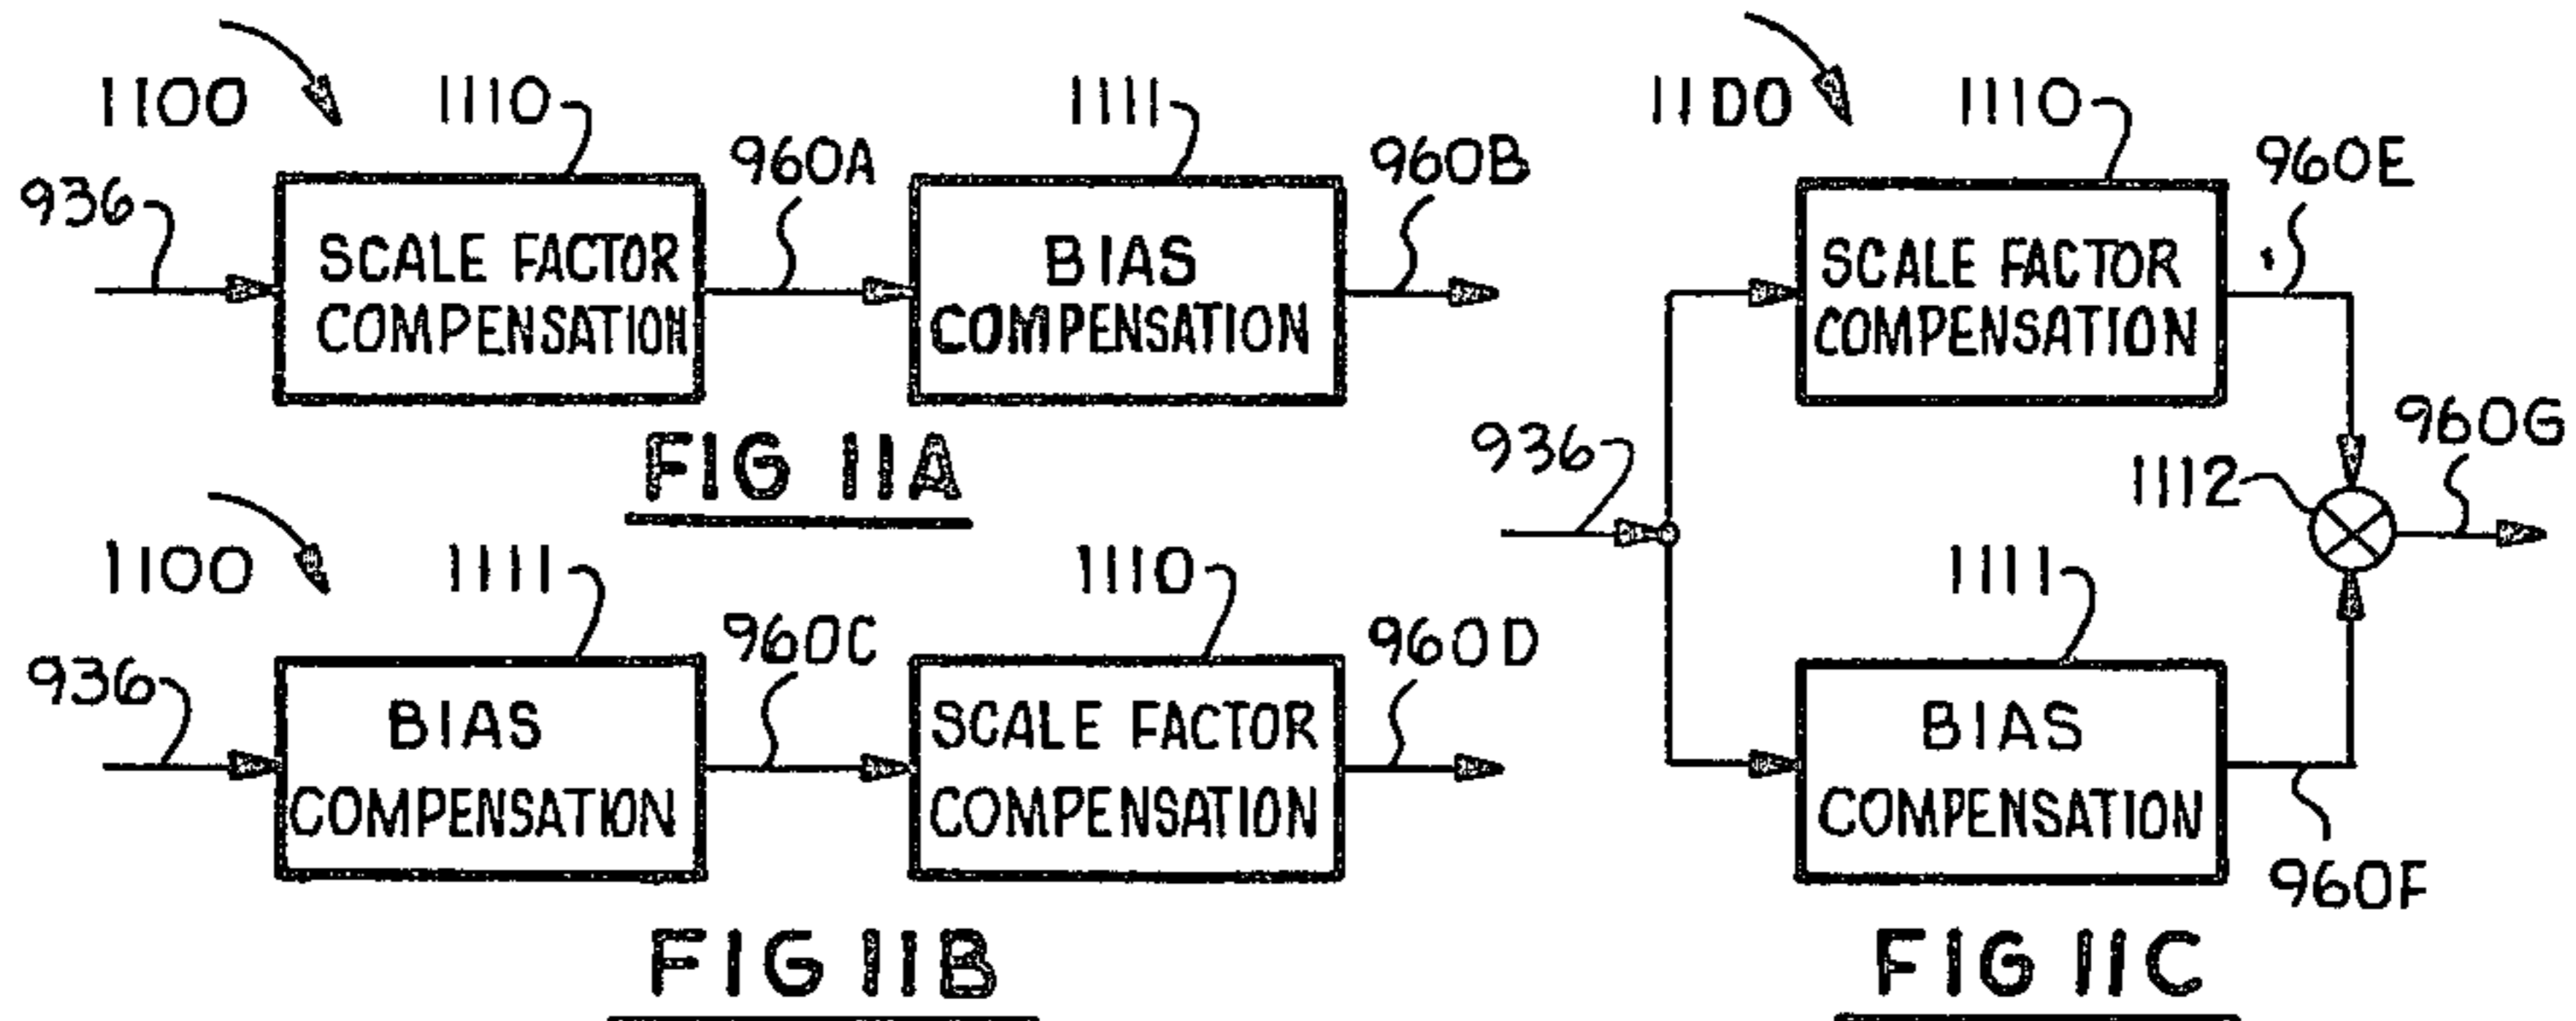 1100
1110
1111
936
960A
960B
SCALE FACTOR
COMPENSATION
BIAS
COMPENSATION
FIG 11A
1100
1111
1110
936
960C
960D
BIAS
COMPENSATION
SCALE FACTOR
COMPENSATION
FIG 11B
11D0
1110
960E
SCALE FACTOR
COMPENSATION
936
1112
960G
1111
BIAS
COMPENSATION
960F
FIG 11C